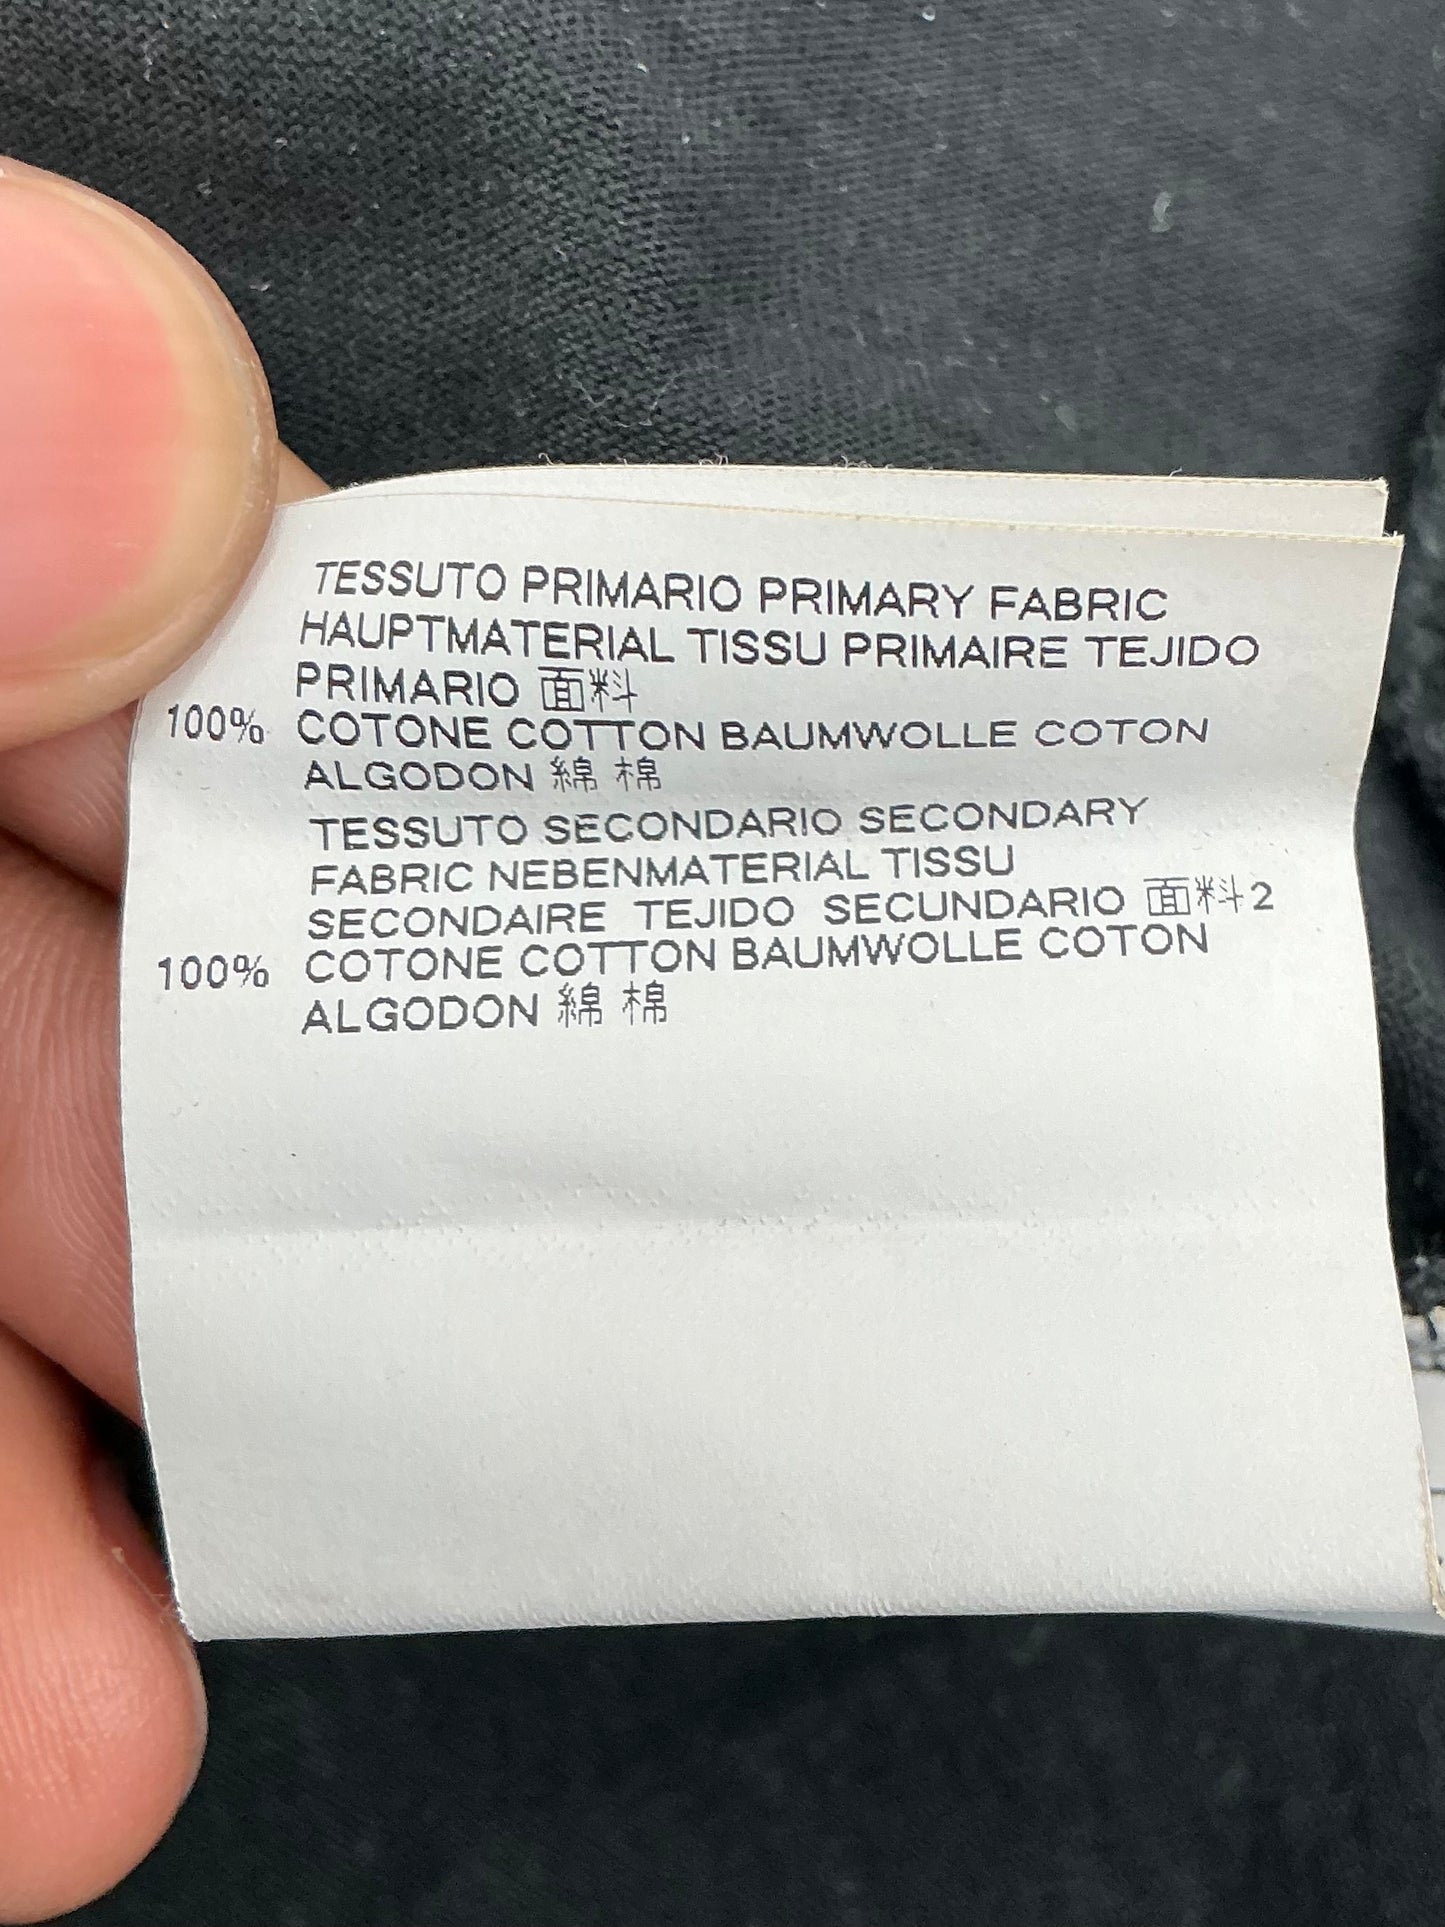 TESSUTO PRIMARIO PRIMARY FABRIC
HAUPTMATERIAL TISSU PRIMAIRE TEJIDO
PRIMARIO 面料
100% COTONE COTTON BAUMWOLLE COTON
ALGODON 綿 棉
TESSUTO SECONDARIO SECONDARY
FABRIC NEBENMATERIAL TISSU
SECONDAIRE TEJIDO SECUNDARIO 面料2
100% COTONE COTTON BAUMWOLLE COTON
ALGODON 綿 棉